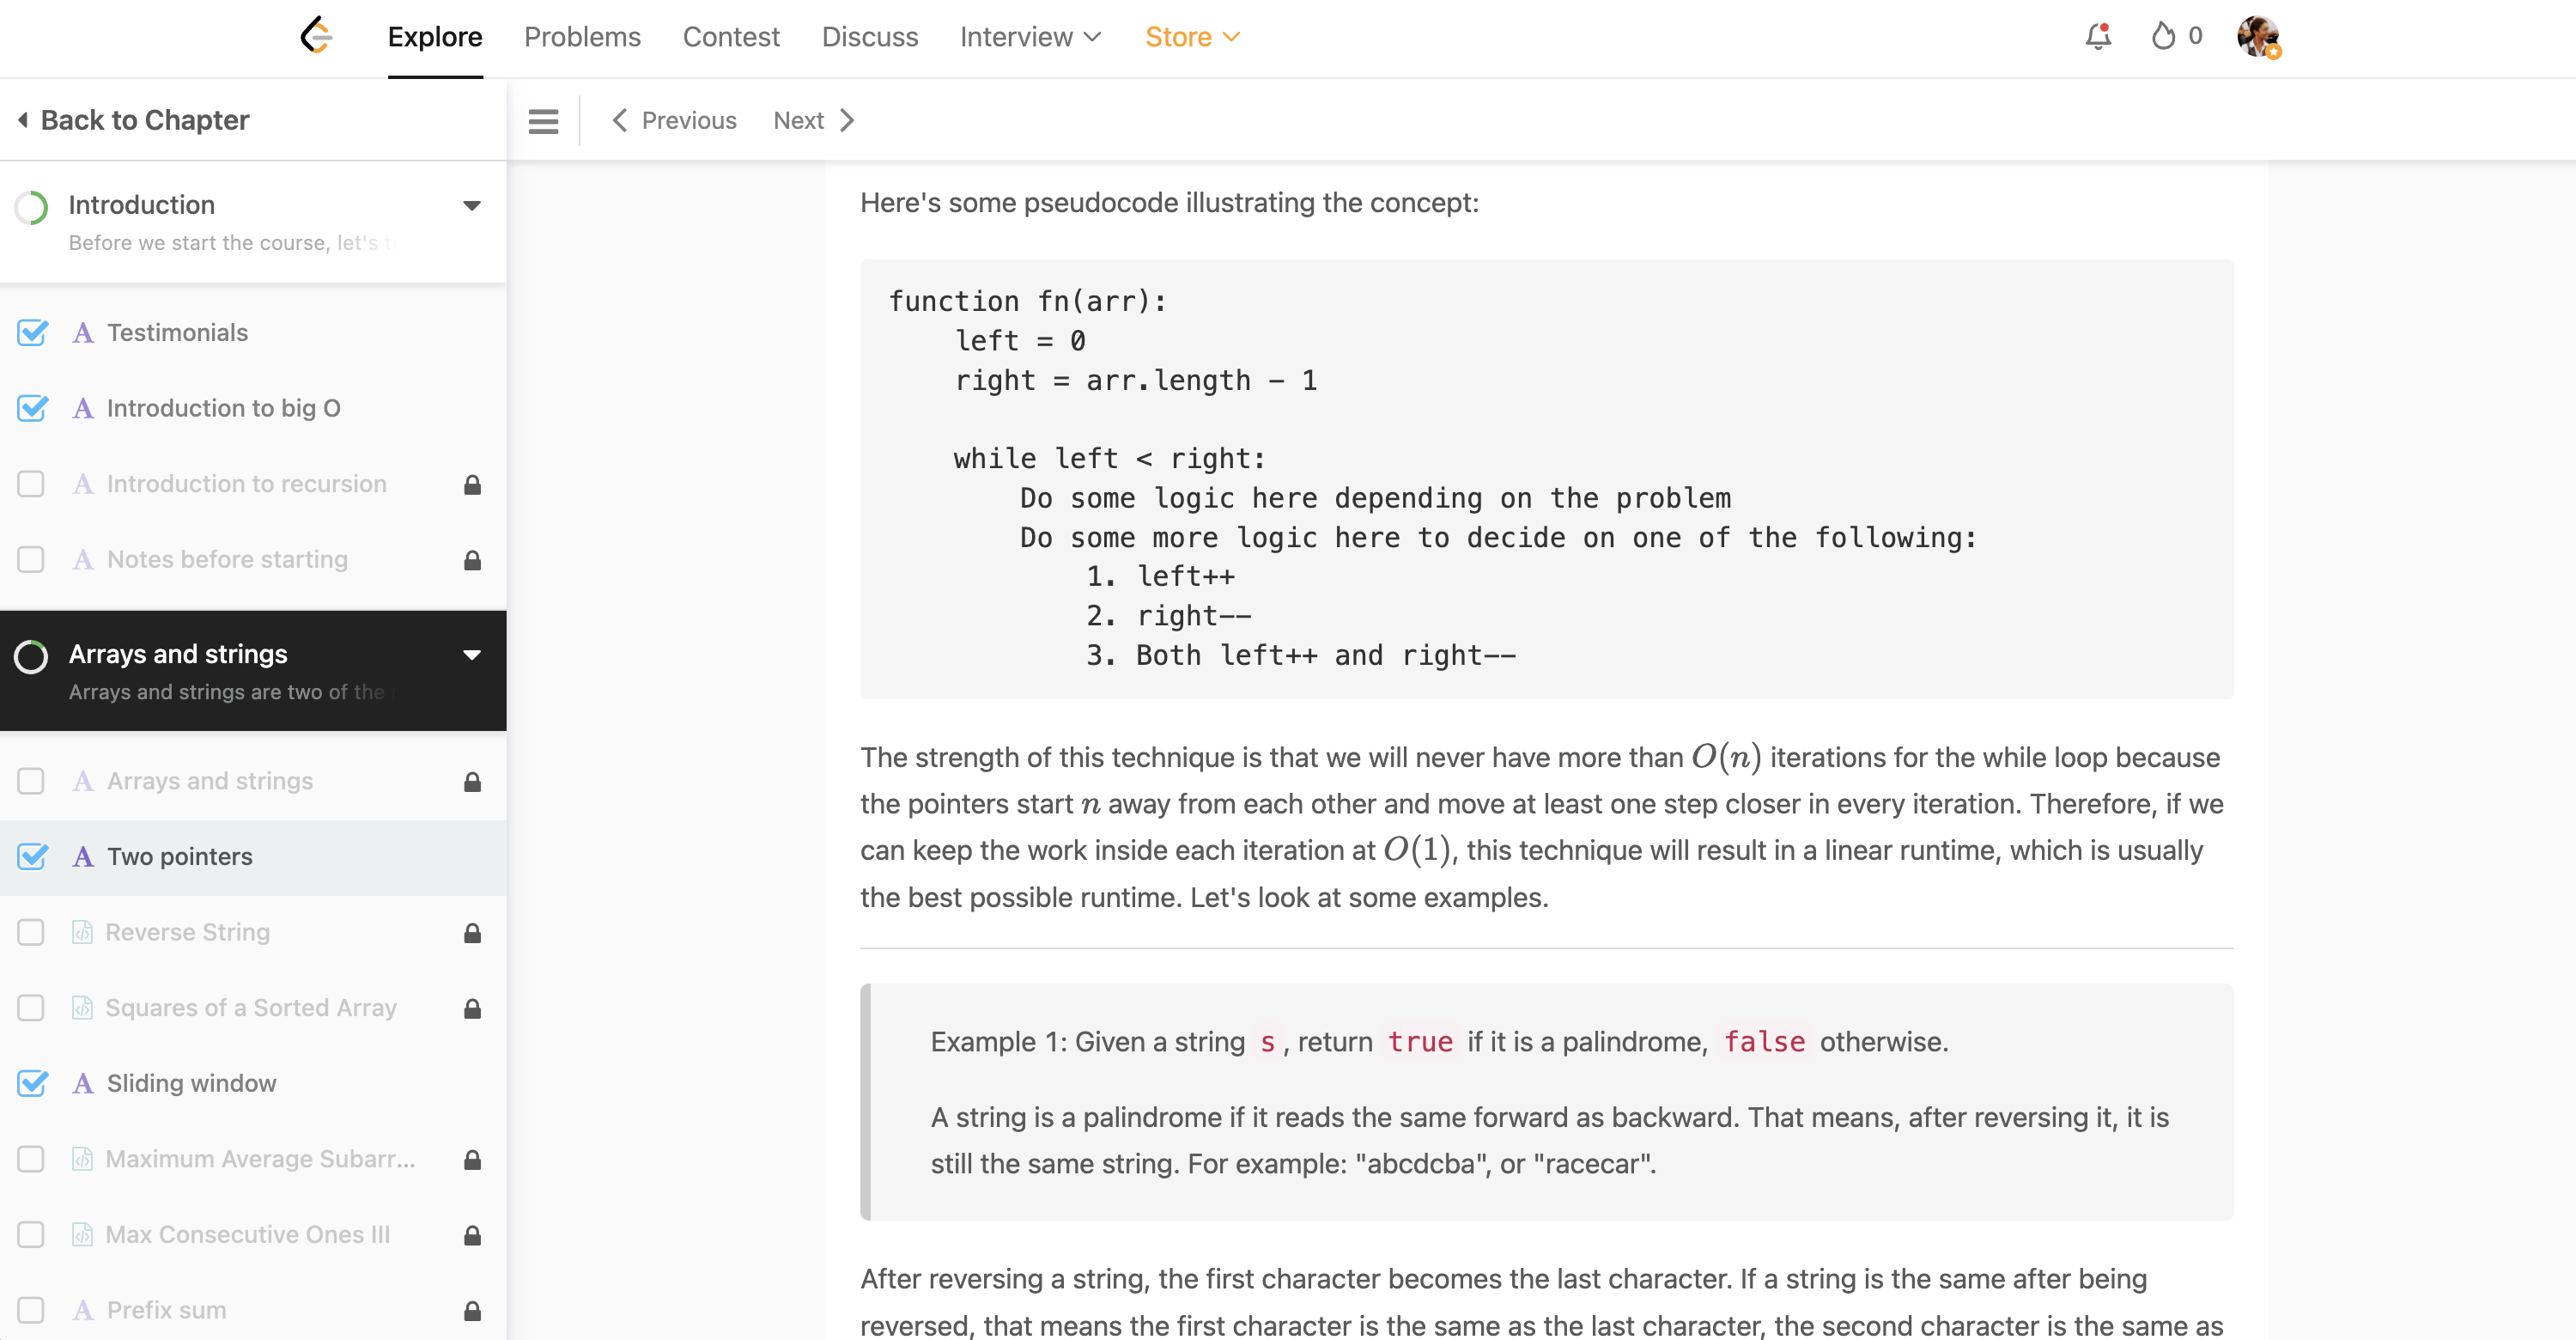 Explore Problems Contest Discuss Interview Store 0
Back to Chapter
Previous Next
Introduction
Before we start the course, let's t
Testimonials
Introduction to big O
Introduction to recursion
Notes before starting
Arrays and strings
Arrays and strings are two of the
Arrays and strings
Two pointers
Reverse String
Squares of a Sorted Array
Sliding window
Maximum Average Subarr...
Max Consecutive Ones III
Prefix sum
Here's some pseudocode illustrating the concept:
function fn(arr):
left = 0
right = arr.length - 1
while left < right:
Do some logic here depending on the problem
Do some more logic here to decide on one of the following:
1. left++
2. right--
3. Both left++ and right--
The strength of this technique is that we will never have more than O(n) iterations for the while loop because
the pointers start n away from each other and move at least one step closer in every iteration. Therefore, if we
can keep the work inside each iteration at O(1), this technique will result in a linear runtime, which is usually
the best possible runtime. Let's look at some examples.
Example 1: Given a string s, return true if it is a palindrome, false otherwise.
A string is a palindrome if it reads the same forward as backward. That means, after reversing it, it is
still the same string. For example: "abcdcba", or "racecar".
After reversing a string, the first character becomes the last character. If a string is the same after being
reversed, that means the first character is the same as the last character, the second character is the same as